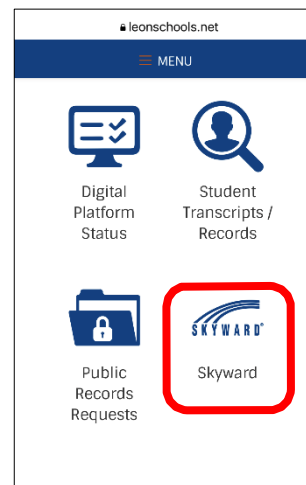 leonschools.net
MENU
Digital
Platform
Status
Student
Transcripts /
Records
Public
Records
Requests
SKYWARD®
Skyward